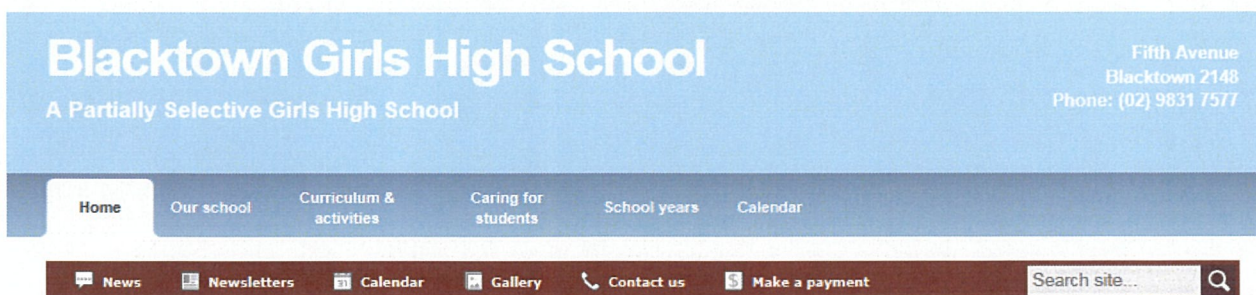 Blacktown Girls High School
A Partially Selective Girls High School
Fifth Avenue
Blacktown 2148
Phone: (02) 9831 7577
Home
Our school
Curriculum &
activities
Caring for
students
School years
Calendar
News
Newsletters
Calendar
Gallery
Contact us
$ Make a payment
Search site...